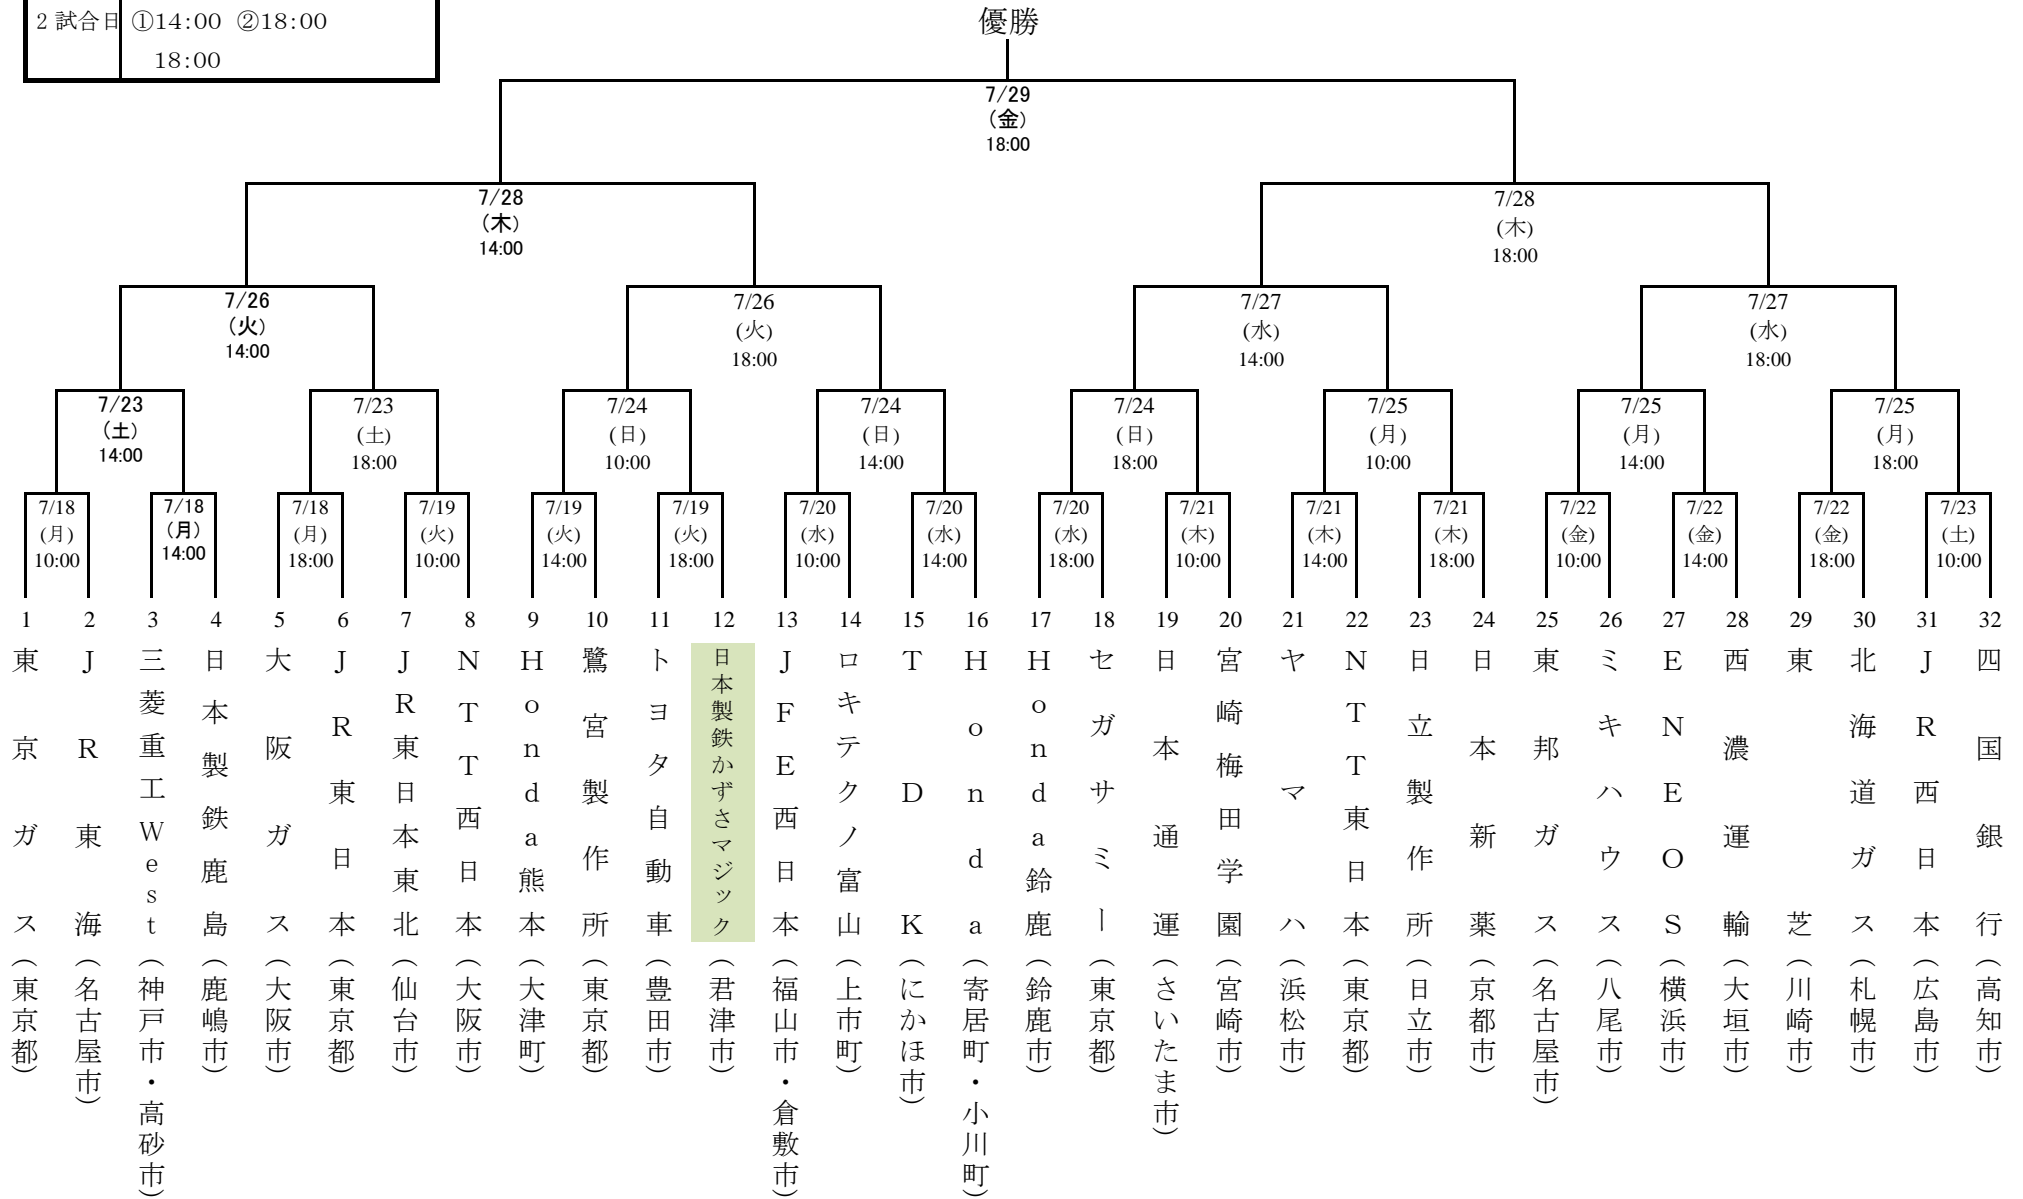 2試合日 ①14:00 ②18:00
18:00
優勝
7/29
(金)
18:00
7/28
(木)
14:00
7/28
(木)
18:00
7/26
(火)
14:00
7/26
(火)
18:00
7/27
(水)
14:00
7/27
(水)
18:00
7/23
(土)
14:00
7/23
(土)
18:00
7/24
(日)
10:00
7/24
(日)
14:00
7/24
(日)
18:00
7/25
(月)
10:00
7/25
(月)
14:00
7/25
(月)
18:00
7/18
(月)
10:00
7/18
(月)
14:00
7/18
(月)
18:00
7/19
(火)
10:00
7/19
(火)
14:00
7/19
(火)
18:00
7/20
(水)
10:00
7/20
(水)
14:00
7/20
(水)
18:00
7/21
(木)
10:00
7/21
(木)
14:00
7/21
(木)
18:00
7/22
(金)
10:00
7/22
(金)
14:00
7/22
(金)
18:00
7/23
(土)
10:00
1 東京ガス(東京都)
2 JR東海(名古屋市)
3 三菱重工West(神戸市・高砂市)
4 日本製鉄鹿島(鹿嶋市)
5 大阪ガス(大阪市)
6 JR東日本(東京都)
7 JR東日本東北(仙台市)
8 NTT西日本(大阪市)
9 Honda熊本(大津町)
10 鷺宮製作所(東京都)
11 トヨタ自動車(豊田市)
12 日本製鉄かずさマジック(君津市)
13 JFE西日本(福山市・倉敷市)
14 ロキテクノ富山(上市町)
15 TDK(にかほ市)
16 Honda(寄居町・小川町)
17 Honda鈴鹿(鈴鹿市)
18 セガサミー(東京都)
19 日本通運(さいたま市)
20 宮崎梅田学園(宮崎市)
21 ヤマハ(浜松市)
22 NTT東日本(東京都)
23 日立製作所(日立市)
24 日本新薬(京都市)
25 東邦ガス(名古屋市)
26 ミキハウス(八尾市)
27 ENEOS(横浜市)
28 西濃運輸(大垣市)
29 東芝(川崎市)
30 北海道ガス(札幌市)
31 JR西日本(広島市)
32 四国銀行(高知市)